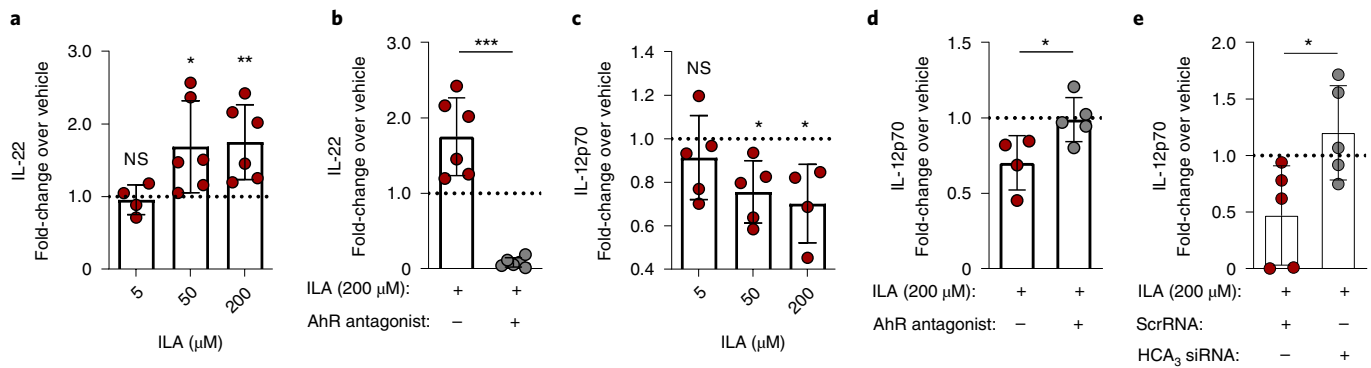 a
IL-22
Fold-change over vehicle
3.0
2.0
1.0
0
NS
*
**
5
50
200
ILA (μM)
b
IL-22
Fold-change over vehicle
3.0
2.0
1.0
0
***
ILA (200 μM): + +
AhR antagonist: – +
c
IL-12p70
Fold-change over vehicle
1.4
1.2
1.0
0.8
0.6
0.4
NS
*
*
5
50
200
ILA (μM)
d
IL-12p70
Fold-change over vehicle
1.5
1.0
0.5
0
*
ILA (200 μM): + +
AhR antagonist: – +
e
IL-12p70
Fold-change over vehicle
2.0
1.5
1.0
0.5
0
*
ILA (200 μM): + +
ScrRNA: + –
HCA₃ siRNA: – +